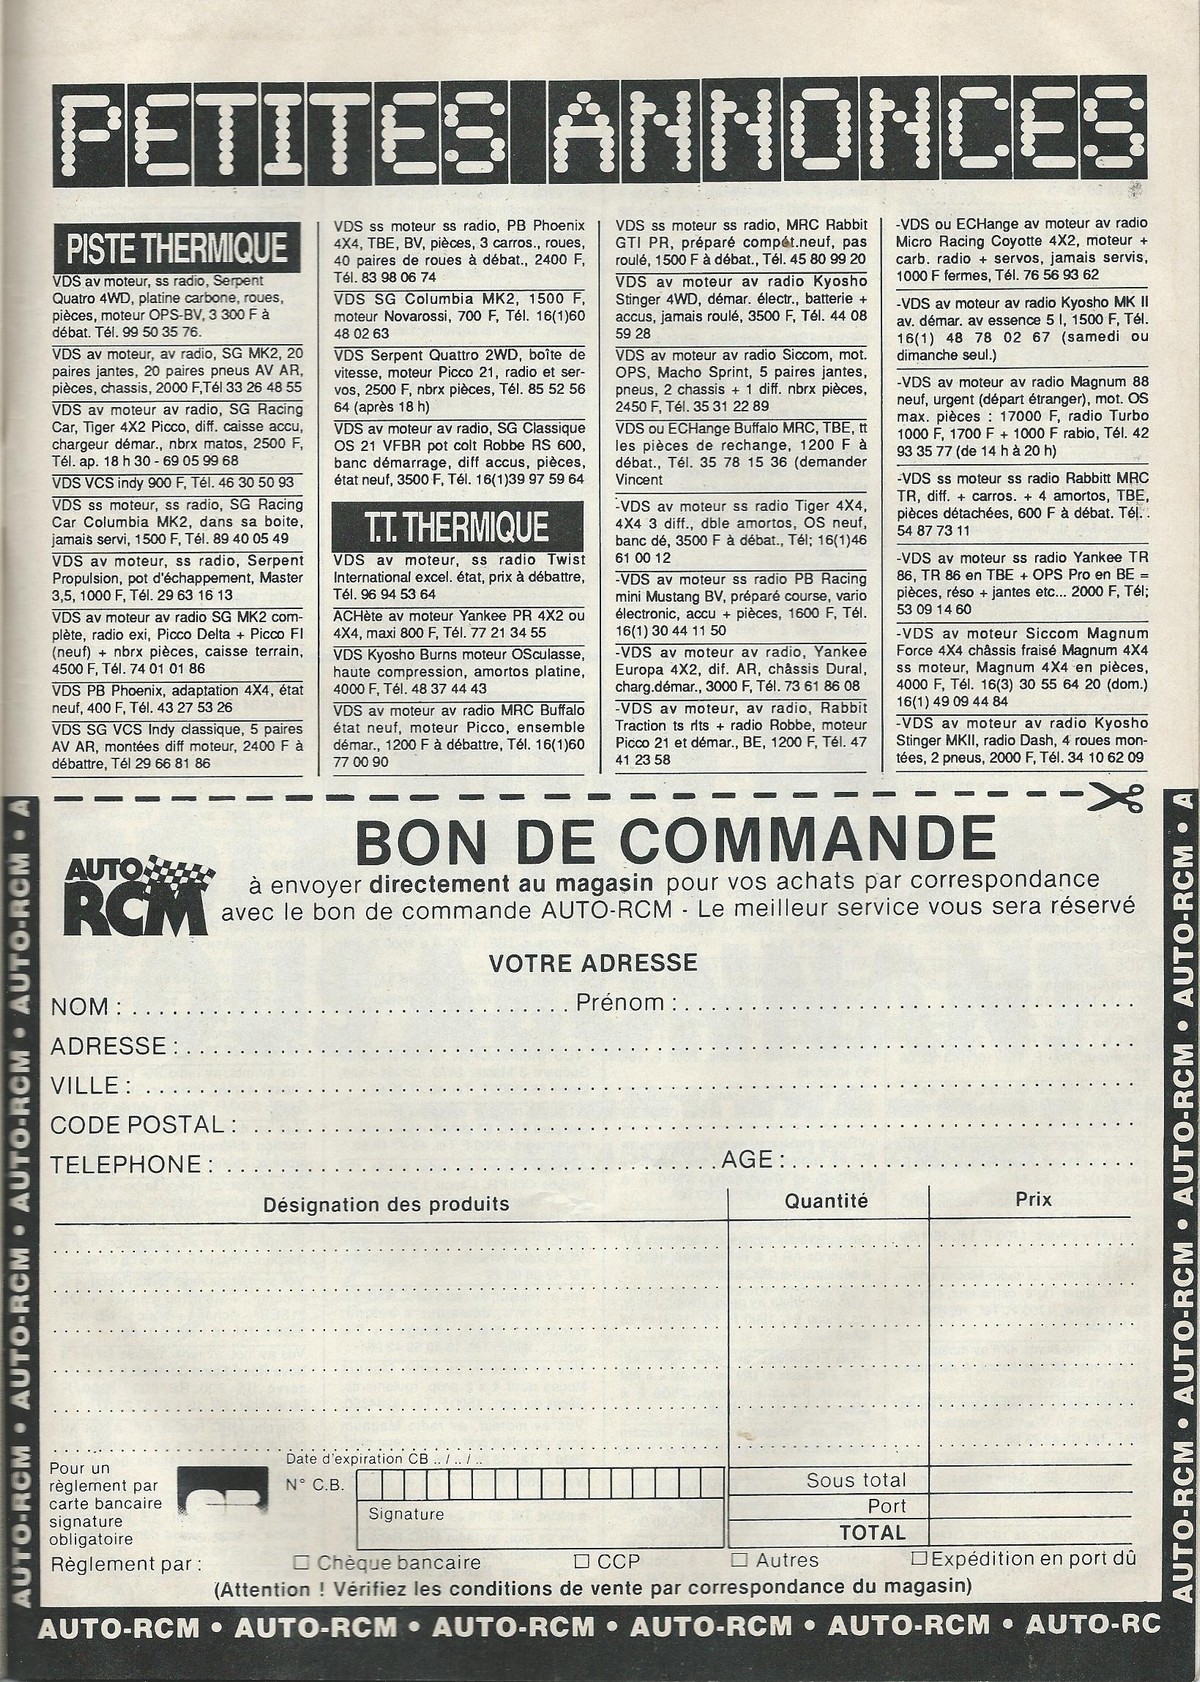 PETITES ANNONCES
PISTE THERMIQUE
VDS av moteur, ss radio, Serpent
Quatro 4WD, platine carbone, roues,
pièces, moteur OPS-BV, 3 300 F à
débat. Tél. 99 50 35 76.
VDS av moteur, av radio, SG MK2, 20
paires jantes, 20 paires pneus AV AR,
pièces, chassis, 2000 F,Tél 33 26 48 55
VDS av moteur av radio, SG Racing
Car, Tiger 4X2 Picco, diff. caisse accu,
chargeur démar., nbrx matos, 2500 F,
Tél. ap. 18 h 30 - 69 05 99 68
VDS VCS indy 900 F, Tél. 46 30 50 93
VDS ss moteur, ss radio, SG Racing
Car Columbia MK2, dans sa boite,
jamais servi, 1500 F, Tél. 89 40 05 49
VDS av moteur, ss radio, Serpent
Propulsion, pot d'échappement, Master
3,5, 1000 F, Tél. 29 63 16 13
VDS av moteur av radio SG MK2 com-
plète, radio exi, Picco Delta + Picco FI
(neuf) + nbrx pièces, caisse terrain,
4500 F, Tél. 74 01 01 86
VDS PB Phoenix, adaptation 4X4, état
neuf, 400 F, Tél. 43 27 53 26
VDS SG VCS Indy classique, 5 paires
AV AR, montées diff moteur, 2400 F à
débattre, Tél 29 66 81 86
VDS ss moteur ss radio, PB Phoenix
4X4, TBE, BV, pièces, 3 carros., roues,
40 paires de roues à débat., 2400 F,
Tél. 83 98 06 74
VDS SG Columbia MK2, 1500 F,
moteur Novarossi, 700 F, Tél. 16(1)60
48 02 63
VDS Serpent Quattro 2WD, boîte de
vitesse, moteur Picco 21, radio et ser-
vos, 2500 F, nbrx pièces, Tél. 85 52 56
64 (après 18 h)
VDS av moteur av radio, SG Classique
OS 21 VFBR pot colt Robbe RS 600,
banc démarrage, diff accus, pièces,
état neuf, 3500 F, Tél. 16(1)39 97 59 64
T.T. THERMIQUE
VDS av moteur, ss radio Twist
International excel. état, prix à débattre,
Tél. 96 94 53 64
ACHète av moteur Yankee PR 4X2 ou
4X4, maxi 800 F, Tél. 77 21 34 55
VDS Kyosho Burns moteur OSculasse,
haute compression, amortos platine,
4000 F, Tél. 48 37 44 43
VDS av moteur av radio MRC Buffalo
état neuf, moteur Picco, ensemble
démar., 1200 F à débattre, Tél. 16(1)60
77 00 90
VDS ss moteur ss radio, MRC Rabbit
GTI PR, préparé compét.neuf, pas
roulé, 1500 F à débat., Tél. 45 80 99 20
VDS av moteur av radio Kyosho
Stinger 4WD, démar. électr., batterie +
accus, jamais roulé, 3500 F, Tél. 44 08
59 28
VDS av moteur av radio Siccom, mot.
OPS, Macho Sprint, 5 paires jantes,
pneus, 2 chassis + 1 diff. nbrx pièces,
2450 F, Tél. 35 31 22 89
VDS ou ECHange Buffalo MRC, TBE, tt
les pièces de rechange, 1200 F à
débat., Tél. 35 78 15 36 (demander
Vincent
-VDS av moteur ss radio Tiger 4X4,
4X4 3 diff., dble amortos, OS neuf,
banc dé, 3500 F à débat., Tél; 16(1)46
61 00 12
-VDS av moteur ss radio PB Racing
mini Mustang BV, préparé course, vario
électronic, accu + pièces, 1600 F, Tél.
16(1) 30 44 11 50
-VDS av moteur av radio, Yankee
Europa 4X2, dif. AR, châssis Dural,
charg.démar., 3000 F, Tél. 73 61 86 08
-VDS av moteur, av radio, Rabbit
Traction ts rlts + radio Robbe, moteur
Picco 21 et démar., BE, 1200 F, Tél. 47
41 23 58
-VDS ou ECHange av moteur av radio
Micro Racing Coyotte 4X2, moteur +
carb. radio + servos, jamais servis,
1000 F fermes, Tél. 76 56 93 62
-VDS av moteur av radio Kyosho MK II
av. démar. av essence 5 l, 1500 F, Tél.
16(1) 48 78 02 67 (samedi ou
dimanche seul.)
-VDS av moteur av radio Magnum 88
neuf, urgent (départ étranger), mot. OS
max. pièces : 17000 F, radio Turbo
1000 F, 1700 F + 1000 F rabio, Tél. 42
93 35 77 (de 14 h à 20 h)
-VDS ss moteur ss radio Rabbitt MRC
TR, diff. + carros. + 4 amortos, TBE,
pièces détachées, 600 F à débat. Tél.:
54 87 73 11
-VDS av moteur ss radio Yankee TR
86, TR 86 en TBE + OPS Pro en BE =
pièces, réso + jantes etc... 2000 F, Tél;
53 09 14 60
-VDS av moteur Siccom Magnum
Force 4X4 châssis fraisé Magnum 4X4
ss moteur, Magnum 4X4 en pièces,
4000 F, Tél. 16(3) 30 55 64 20 (dom.)
16(1) 49 09 44 84
-VDS av moteur av radio Kyosho
Stinger MKII, radio Dash, 4 roues mon-
tées, 2 pneus, 2000 F, Tél. 34 10 62 09
AUTO RCM
BON DE COMMANDE
à envoyer directement au magasin pour vos achats par correspondance
avec le bon de commande AUTO-RCM - Le meilleur service vous sera réservé
VOTRE ADRESSE
NOM : Prénom :
ADRESSE :
VILLE :
CODE POSTAL :
TELEPHONE : AGE :
Désignation des produits Quantité Prix
Pour un
règlement par
carte bancaire
signature
obligatoire
CB
Date d'expiration CB .. / .. / ..
N° C.B.
Signature
Sous total
Port
TOTAL
Règlement par : □ Chèque bancaire □ CCP □ Autres □ Expédition en port dû
(Attention ! Vérifiez les conditions de vente par correspondance du magasin)
AUTO-RCM • AUTO-RCM • AUTO-RCM • AUTO-RCM • AUTO-RCM • AUTO-RC
AUTO-RCM • AUTO-RCM • AUTO-RCM • AUTO-RCM • A
AUTO-RCM • AUTO-RCM • AUTO-RCM • AUTO-RCM • A